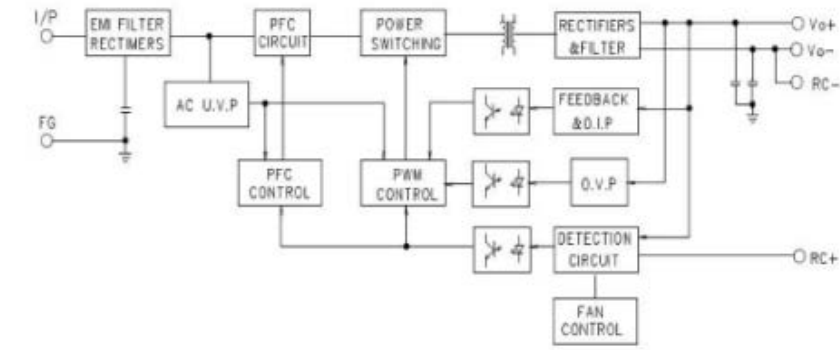 I/P
EMI FILTER
RECTIMERS
PFC
CIRCUIT
POWER
SWITCHING
RECTIFIERS
&FILTER
Vo+
Vo-
RC-
AC U.V.P
FEEDBACK
&O.I.P
FG
PFC
CONTROL
PWM
CONTROL
O.V.P
DETECTION
CIRCUIT
RC+
FAN
CONTROL